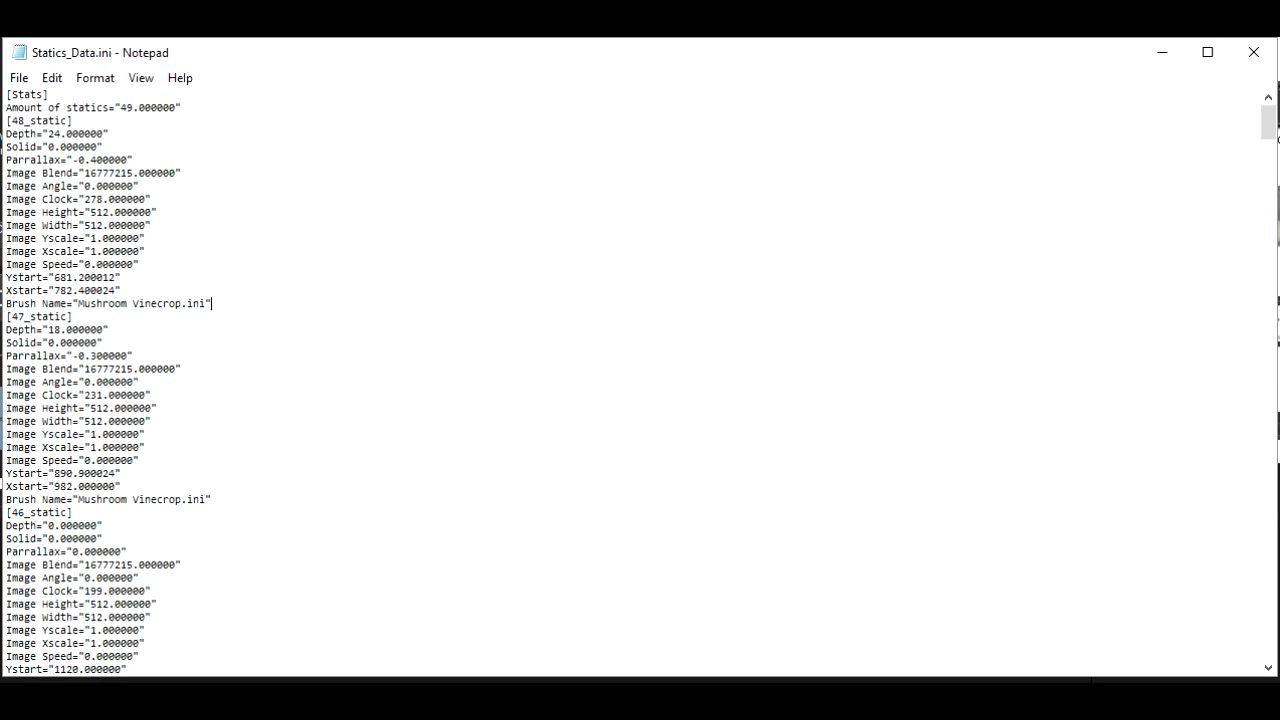 Statics_Data.ini - Notepad
File Edit Format View Help
[Stats]
Amount of statics="49.000000"
[48_static]
Depth="24.000000"
Solid="0.000000"
Parrallax="-0.400000"
Image Blend="16777215.000000"
Image Angle="0.000000"
Image Clock="278.000000"
Image Height="512.000000"
Image Width="512.000000"
Image Yscale="1.000000"
Image Xscale="1.000000"
Image Speed="0.000000"
Ystart="681.200012"
Xstart="782.400024"
Brush Name="Mushroom Vinecrop.ini"
[47_static]
Depth="18.000000"
Solid="0.000000"
Parrallax="-0.300000"
Image Blend="16777215.000000"
Image Angle="0.000000"
Image Clock="231.000000"
Image Height="512.000000"
Image Width="512.000000"
Image Yscale="1.000000"
Image Xscale="1.000000"
Image Speed="0.000000"
Ystart="890.900024"
Xstart="982.000000"
Brush Name="Mushroom Vinecrop.ini"
[46_static]
Depth="0.000000"
Solid="0.000000"
Parrallax="0.000000"
Image Blend="16777215.000000"
Image Angle="0.000000"
Image Clock="199.000000"
Image Height="512.000000"
Image Width="512.000000"
Image Yscale="1.000000"
Image Xscale="1.000000"
Image Speed="0.000000"
Ystart="1120.000000"